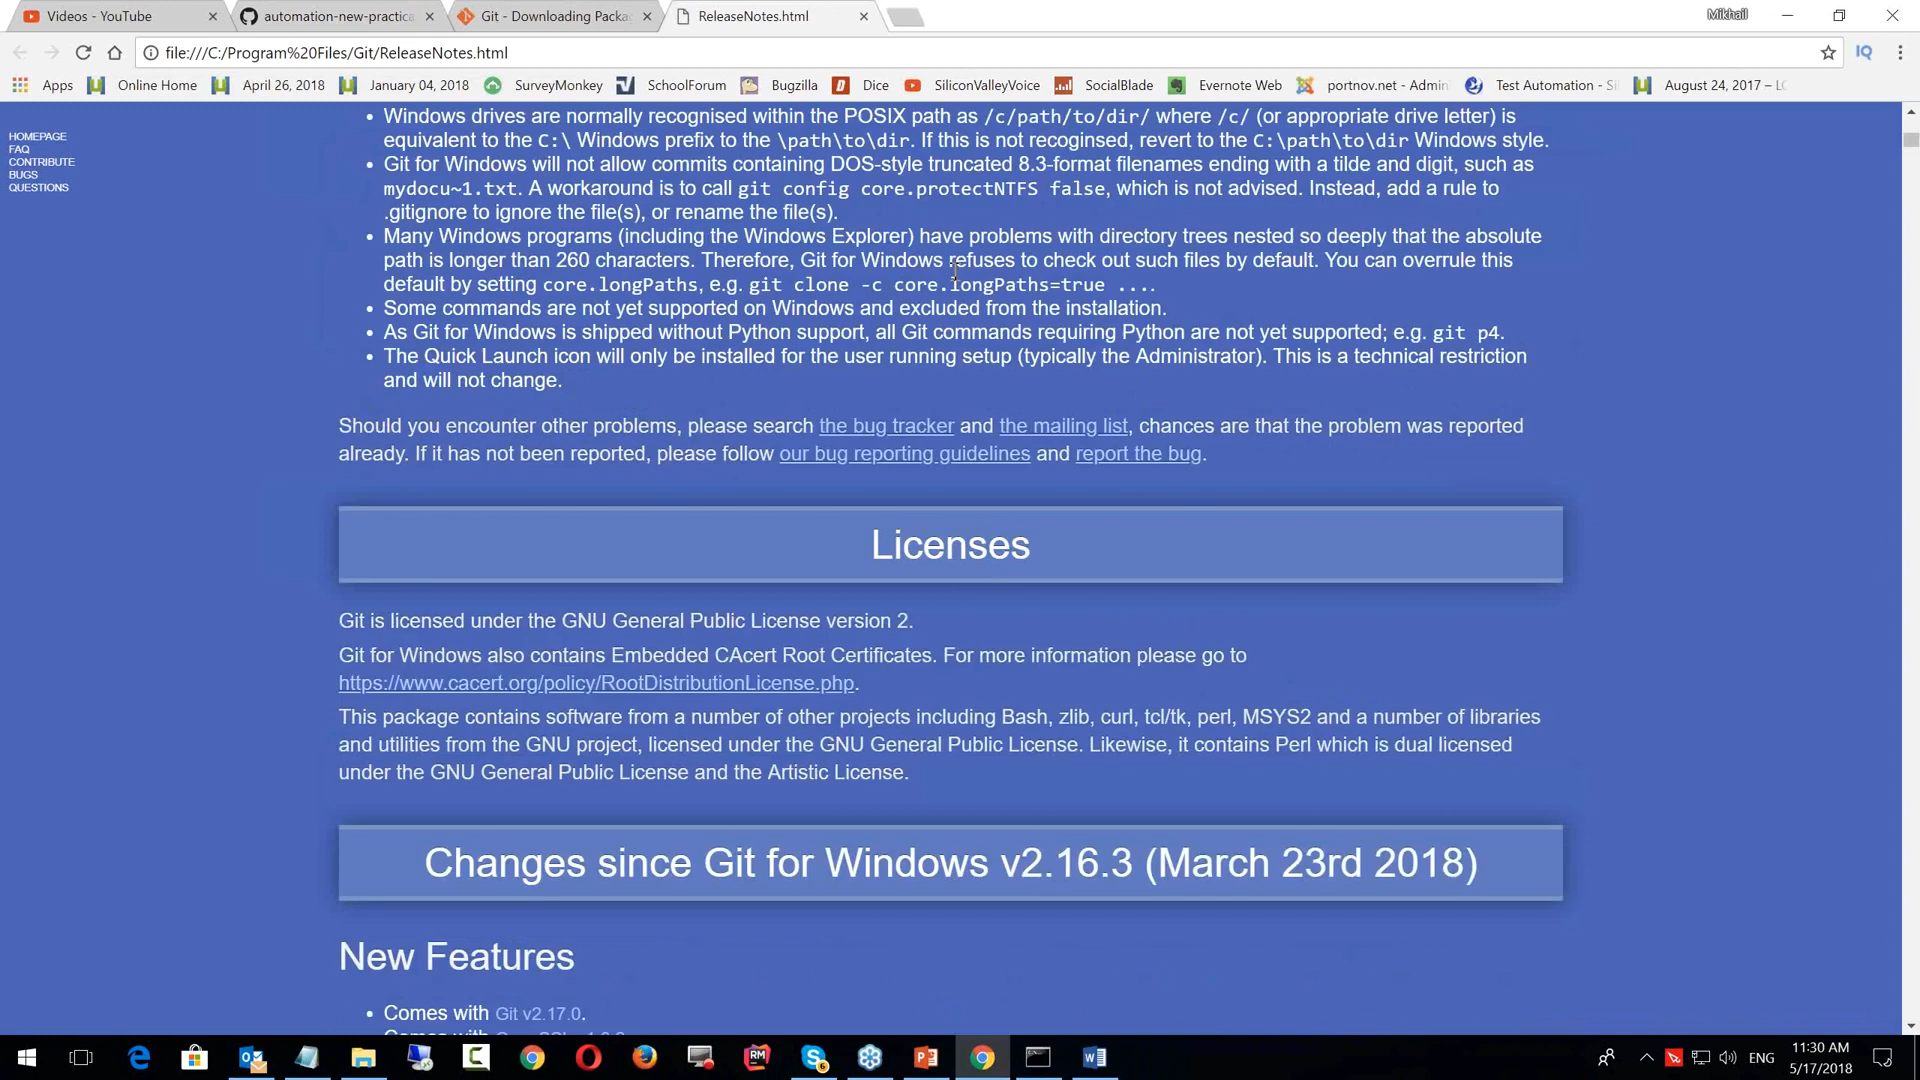 Videos - YouTube
automation-new-practica
Git - Downloading Packa
ReleaseNotes.html
Mikhail
file:///C:/Program%20Files/Git/ReleaseNotes.html
Apps
Online Home
April 26, 2018
January 04, 2018
SurveyMonkey
SchoolForum
Bugzilla
Dice
SiliconValleyVoice
SocialBlade
Evernote Web
portnov.net - Admin
Test Automation - Si
August 24, 2017 – LO
HOMEPAGE
FAQ
CONTRIBUTE
BUGS
QUESTIONS
• Windows drives are normally recognised within the POSIX path as /c/path/to/dir/ where /c/ (or appropriate drive letter) is
equivalent to the C:\ Windows prefix to the \path\to\dir. If this is not recoginsed, revert to the C:\path\to\dir Windows style.
• Git for Windows will not allow commits containing DOS-style truncated 8.3-format filenames ending with a tilde and digit, such as
mydocu~1.txt. A workaround is to call git config core.protectNTFS false, which is not advised. Instead, add a rule to
.gitignore to ignore the file(s), or rename the file(s).
• Many Windows programs (including the Windows Explorer) have problems with directory trees nested so deeply that the absolute
path is longer than 260 characters. Therefore, Git for Windows refuses to check out such files by default. You can overrule this
default by setting core.longPaths, e.g. git clone -c core.longPaths=true ....
• Some commands are not yet supported on Windows and excluded from the installation.
• As Git for Windows is shipped without Python support, all Git commands requiring Python are not yet supported; e.g. git p4.
• The Quick Launch icon will only be installed for the user running setup (typically the Administrator). This is a technical restriction
and will not change.
Should you encounter other problems, please search the bug tracker and the mailing list, chances are that the problem was reported
already. If it has not been reported, please follow our bug reporting guidelines and report the bug.
Licenses
Git is licensed under the GNU General Public License version 2.
Git for Windows also contains Embedded CAcert Root Certificates. For more information please go to
https://www.cacert.org/policy/RootDistributionLicense.php.
This package contains software from a number of other projects including Bash, zlib, curl, tcl/tk, perl, MSYS2 and a number of libraries
and utilities from the GNU project, licensed under the GNU General Public License. Likewise, it contains Perl which is dual licensed
under the GNU General Public License and the Artistic License.
Changes since Git for Windows v2.16.3 (March 23rd 2018)
New Features
• Comes with Git v2.17.0.
Comes with
ENG
11:30 AM
5/17/2018